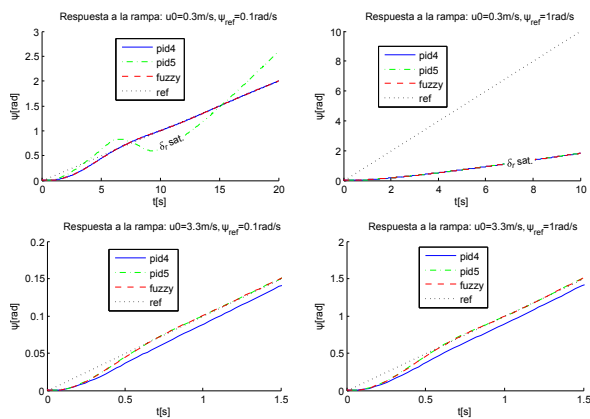 Respuesta a la rampa: u0=0.3m/s, ψref=0.1rad/s
3
2.5
2
1.5
1
0.5
0
ψ[rad]
pid4
pid5
fuzzy
ref
δr sat.
0
5
10
15
20
t[s]
Respuesta a la rampa: u0=0.3m/s, ψref=1rad/s
10
8
6
4
2
0
ψ[rad]
pid4
pid5
fuzzy
ref
δr sat.
0
2
4
6
8
10
t[s]
Respuesta a la rampa: u0=3.3m/s, ψref=0.1rad/s
0.2
0.15
0.1
0.05
0
ψ[rad]
pid4
pid5
fuzzy
ref
0
0.5
1
1.5
t[s]
Respuesta a la rampa: u0=3.3m/s, ψref=1rad/s
2
1.5
1
0.5
0
ψ[rad]
pid4
pid5
fuzzy
ref
0
0.5
1
1.5
t[s]